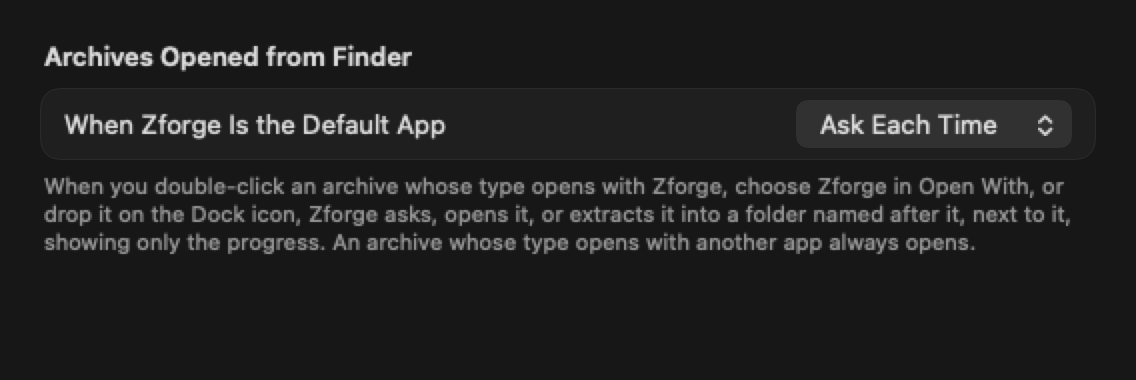 Archives Opened from Finder
When Zforge Is the Default App
Ask Each Time
When you double-click an archive whose type opens with Zforge, choose Zforge in Open With, or
drop it on the Dock icon, Zforge asks, opens it, or extracts it into a folder named after it, next to it,
showing only the progress. An archive whose type opens with another app always opens.